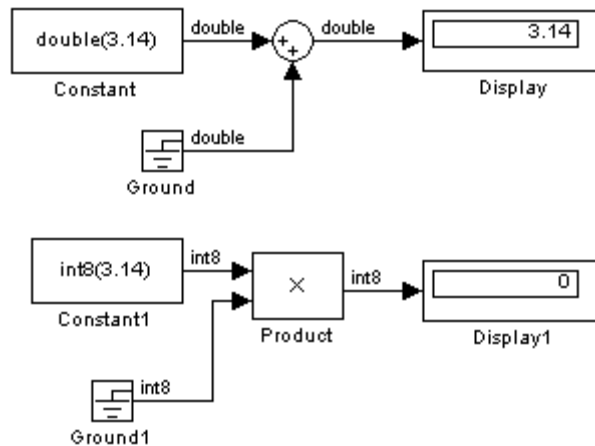 double(3.14)
double
double
3.14
Constant
Display
double
Ground
int8(3.14)
int8
int8
0
Constant1
Product
Display1
int8
Ground1